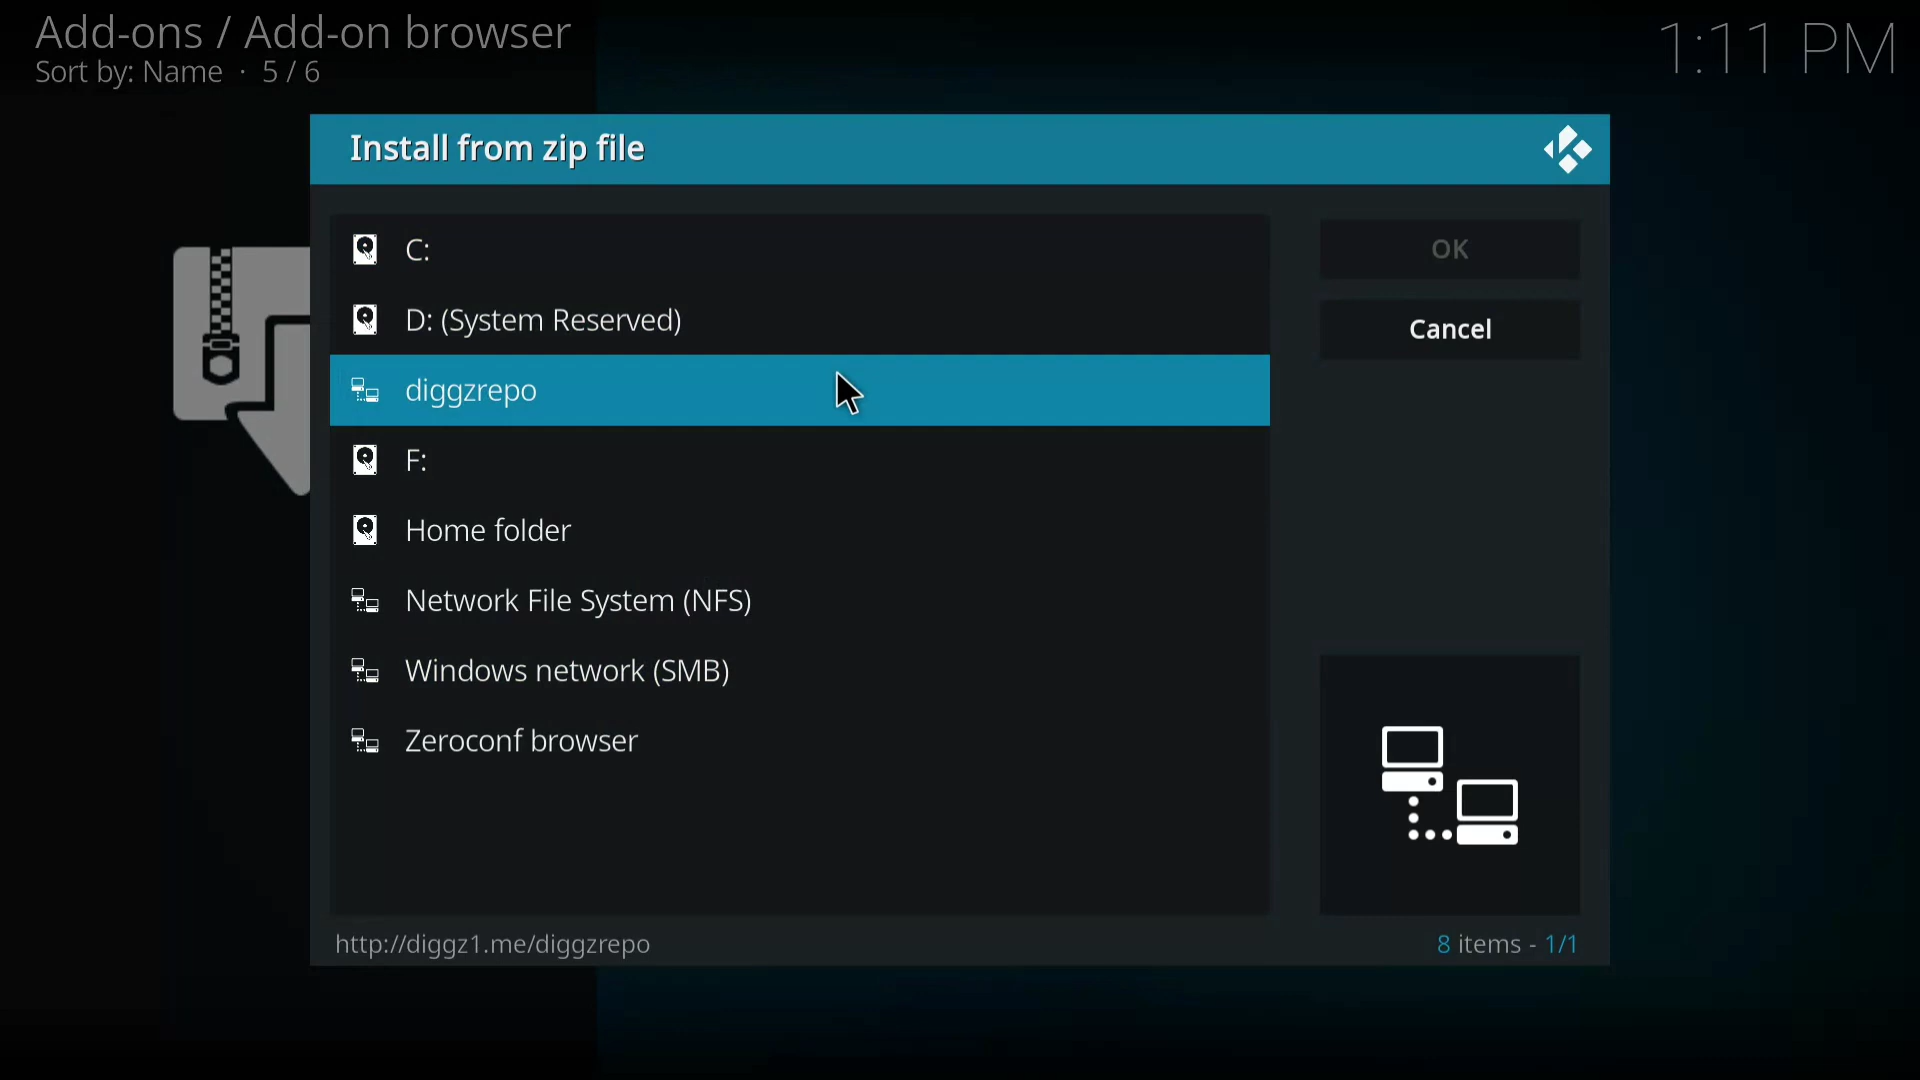 Add-ons / Add-on browser
Sort by: Name · 5 / 6
1:11 PM
Install from zip file
C:
D: (System Reserved)
diggzrepo
F:
Home folder
Network File System (NFS)
Windows network (SMB)
Zeroconf browser
OK
Cancel
http://diggz1.me/diggzrepo
8 items - 1/1